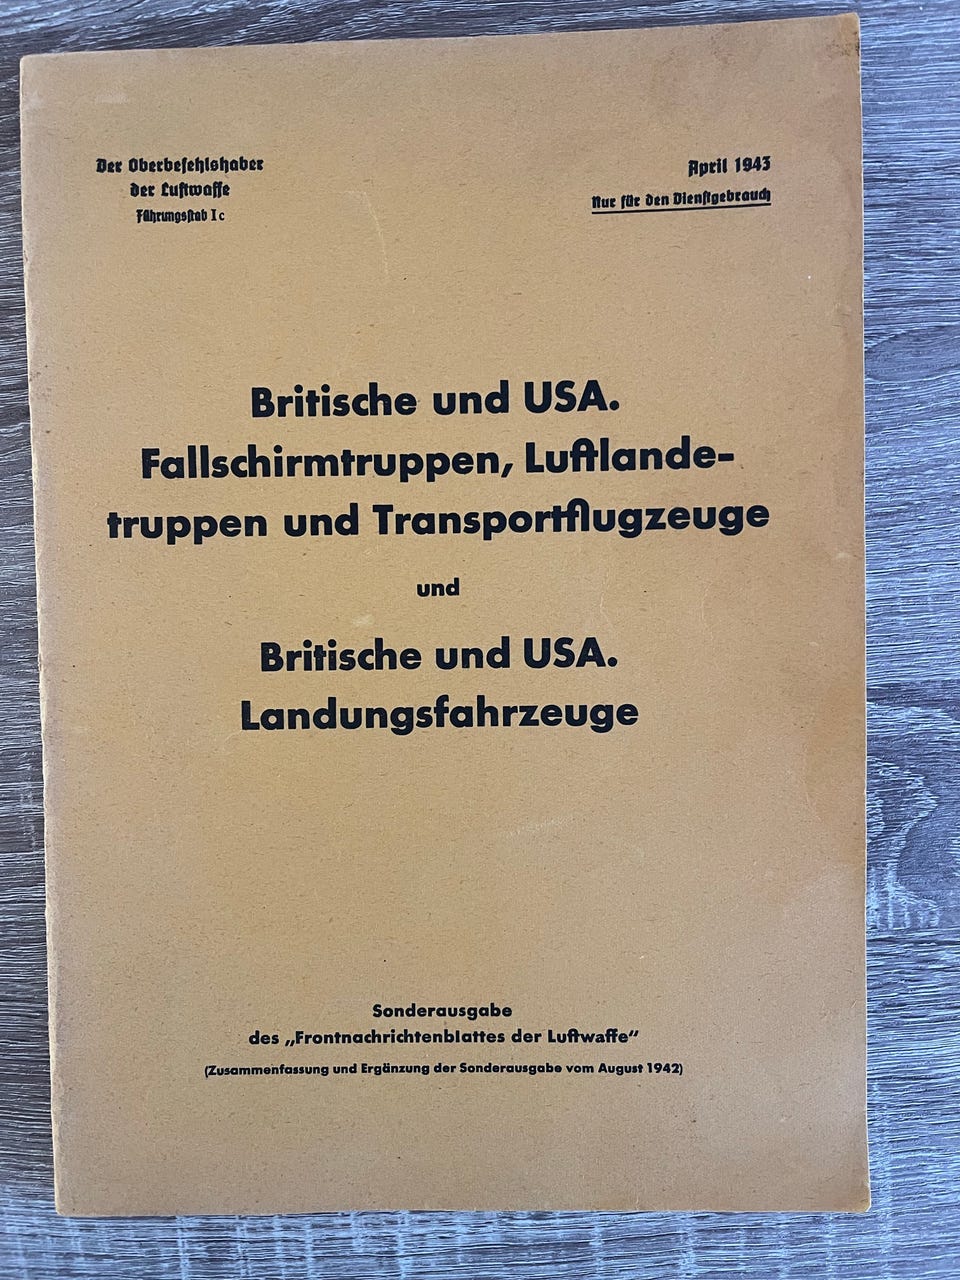 Der Oberbefehlshaber
der Luftwaffe
Führungsstab Ic
April 1943
Nur für den Dienstgebrauch
Britische und USA.
Fallschirmtruppen, Luftlande-
truppen und Transportflugzeuge
und
Britische und USA.
Landungsfahrzeuge
Sonderausgabe
des „Frontnachrichtenblattes der Luftwaffe“
(Zusammenfassung und Ergänzung der Sonderausgabe vom August 1942)